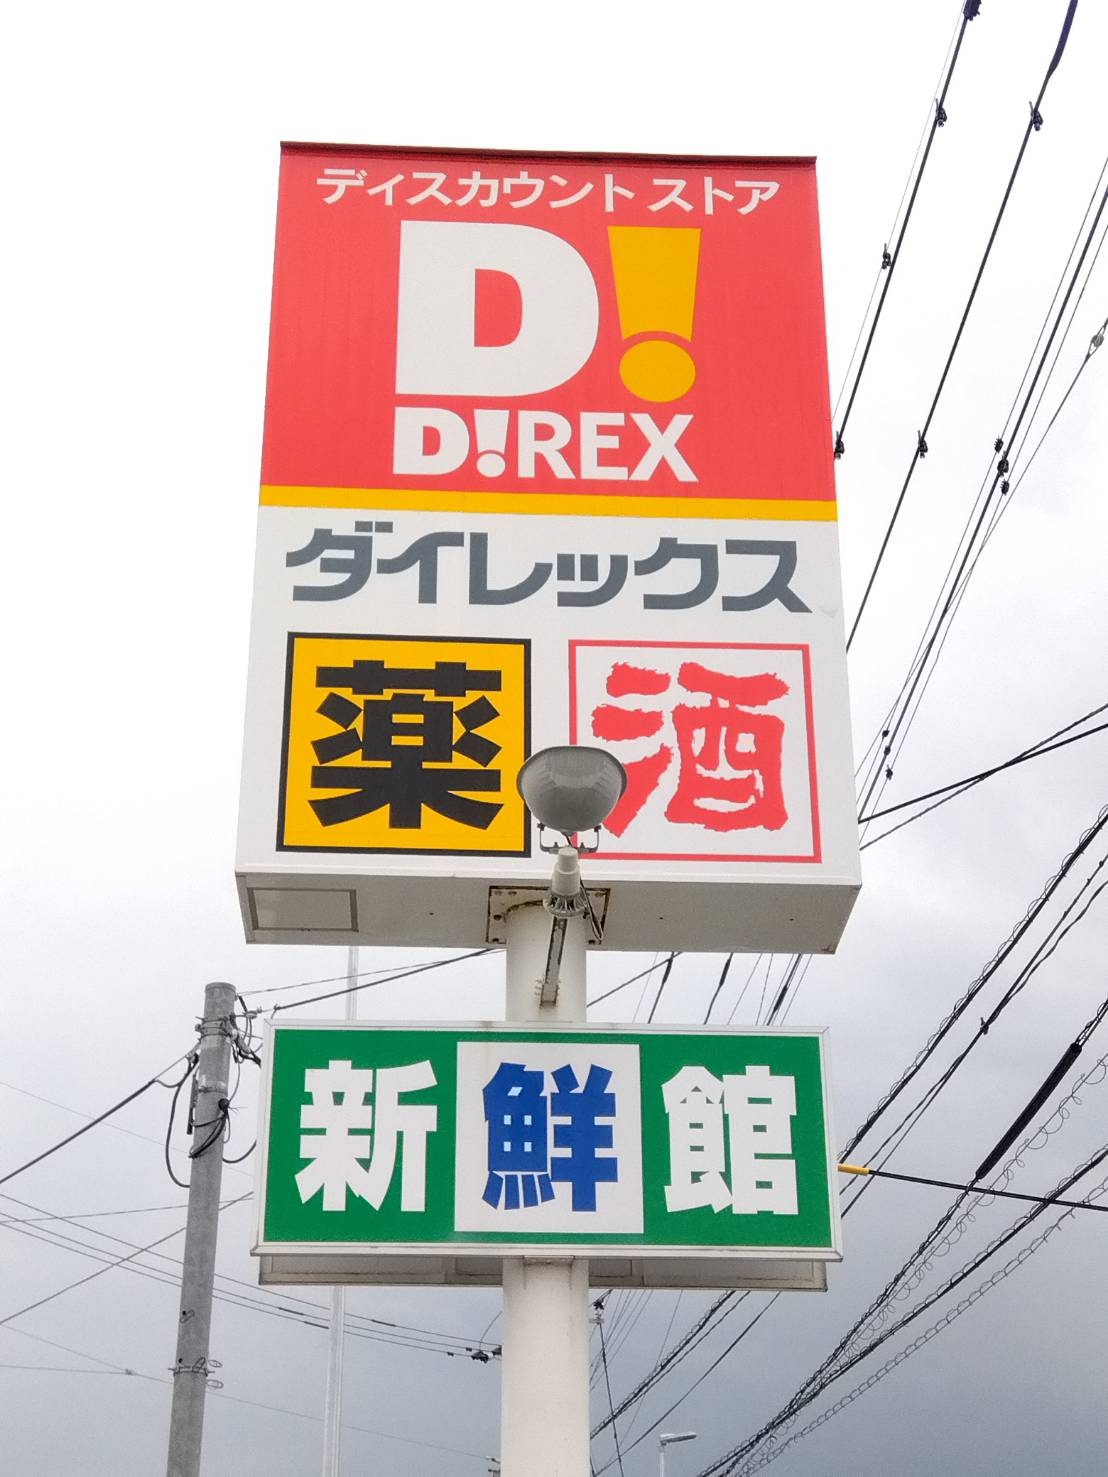 ディスカウント ストア
D!
D!REX
ダイレックス
薬 酒
新鮮館